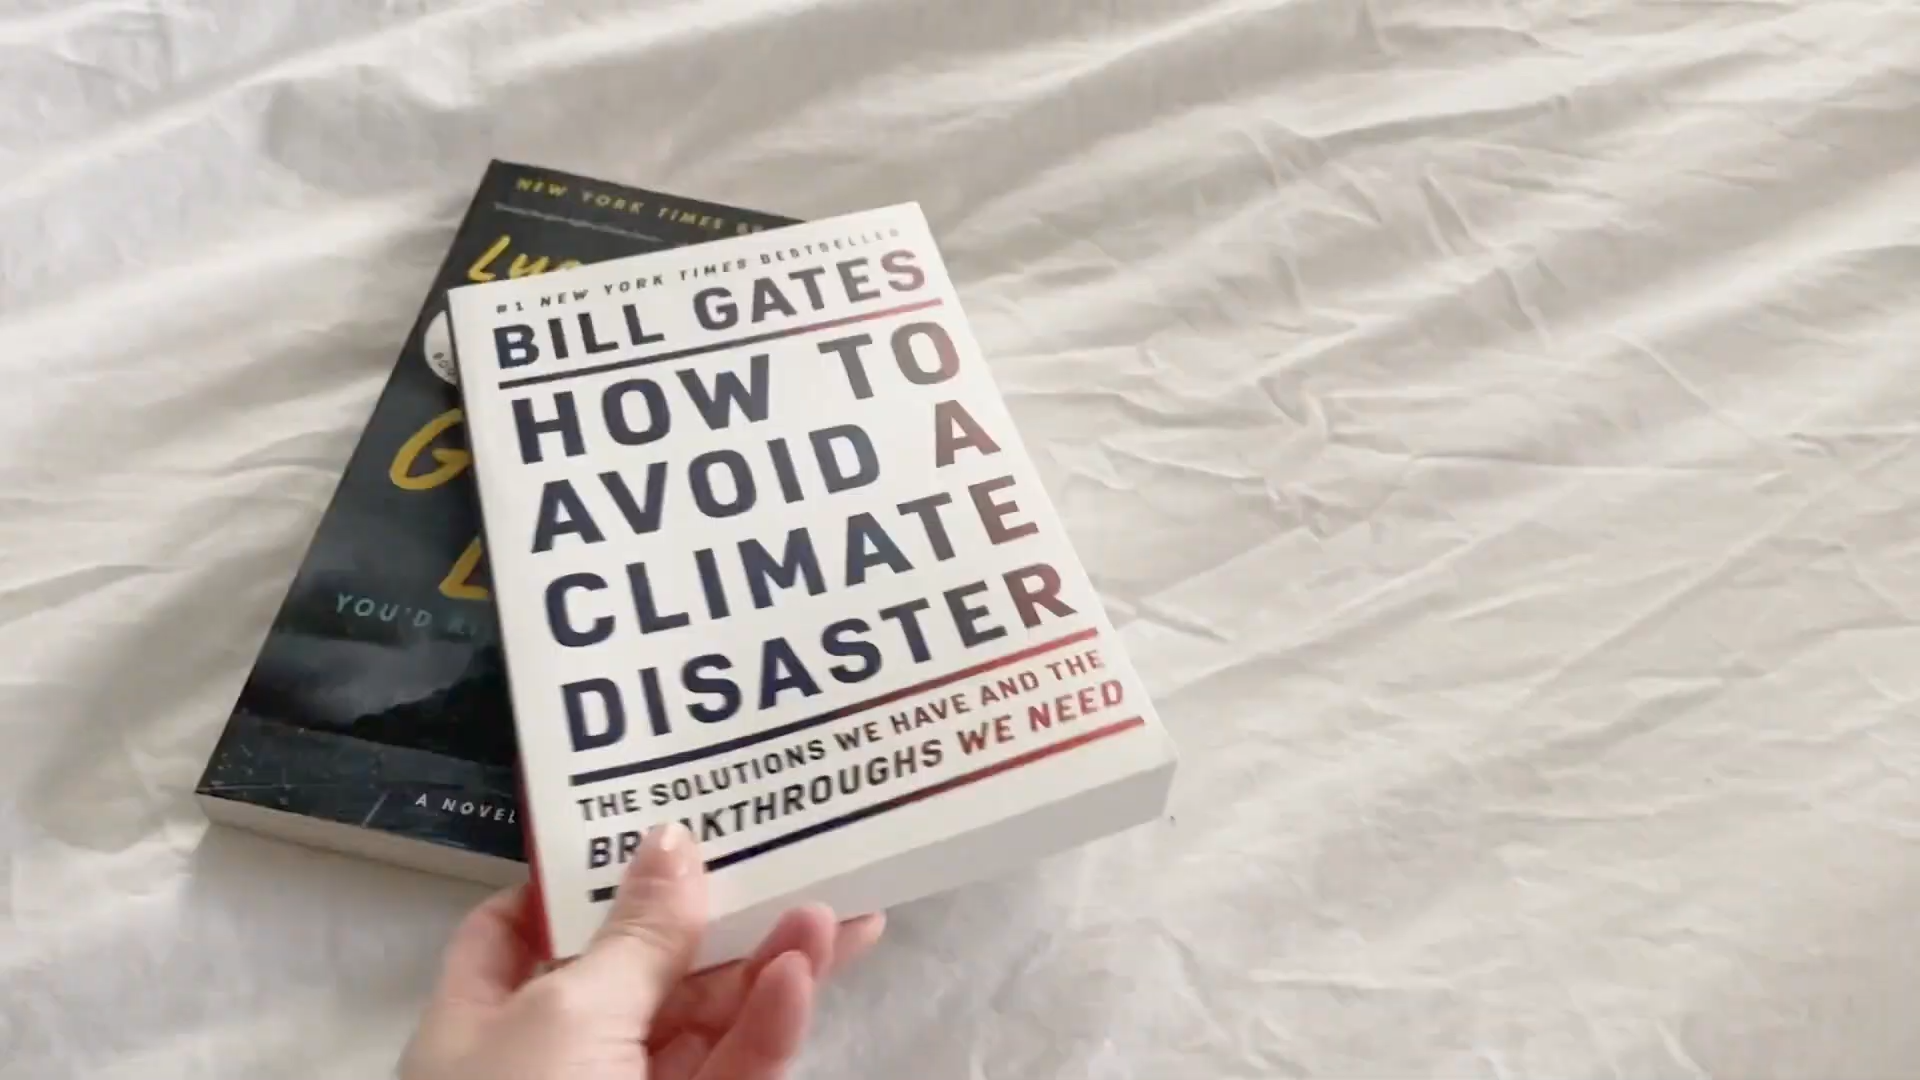 #1 NEW YORK TIMES BESTSELLER
BILL GATES
HOW TO
AVOID A
CLIMATE
DISASTER
THE SOLUTIONS WE HAVE AND THE
BREAKTHROUGHS WE NEED
NEW YORK TIMES
YOU'D
A NOVEL